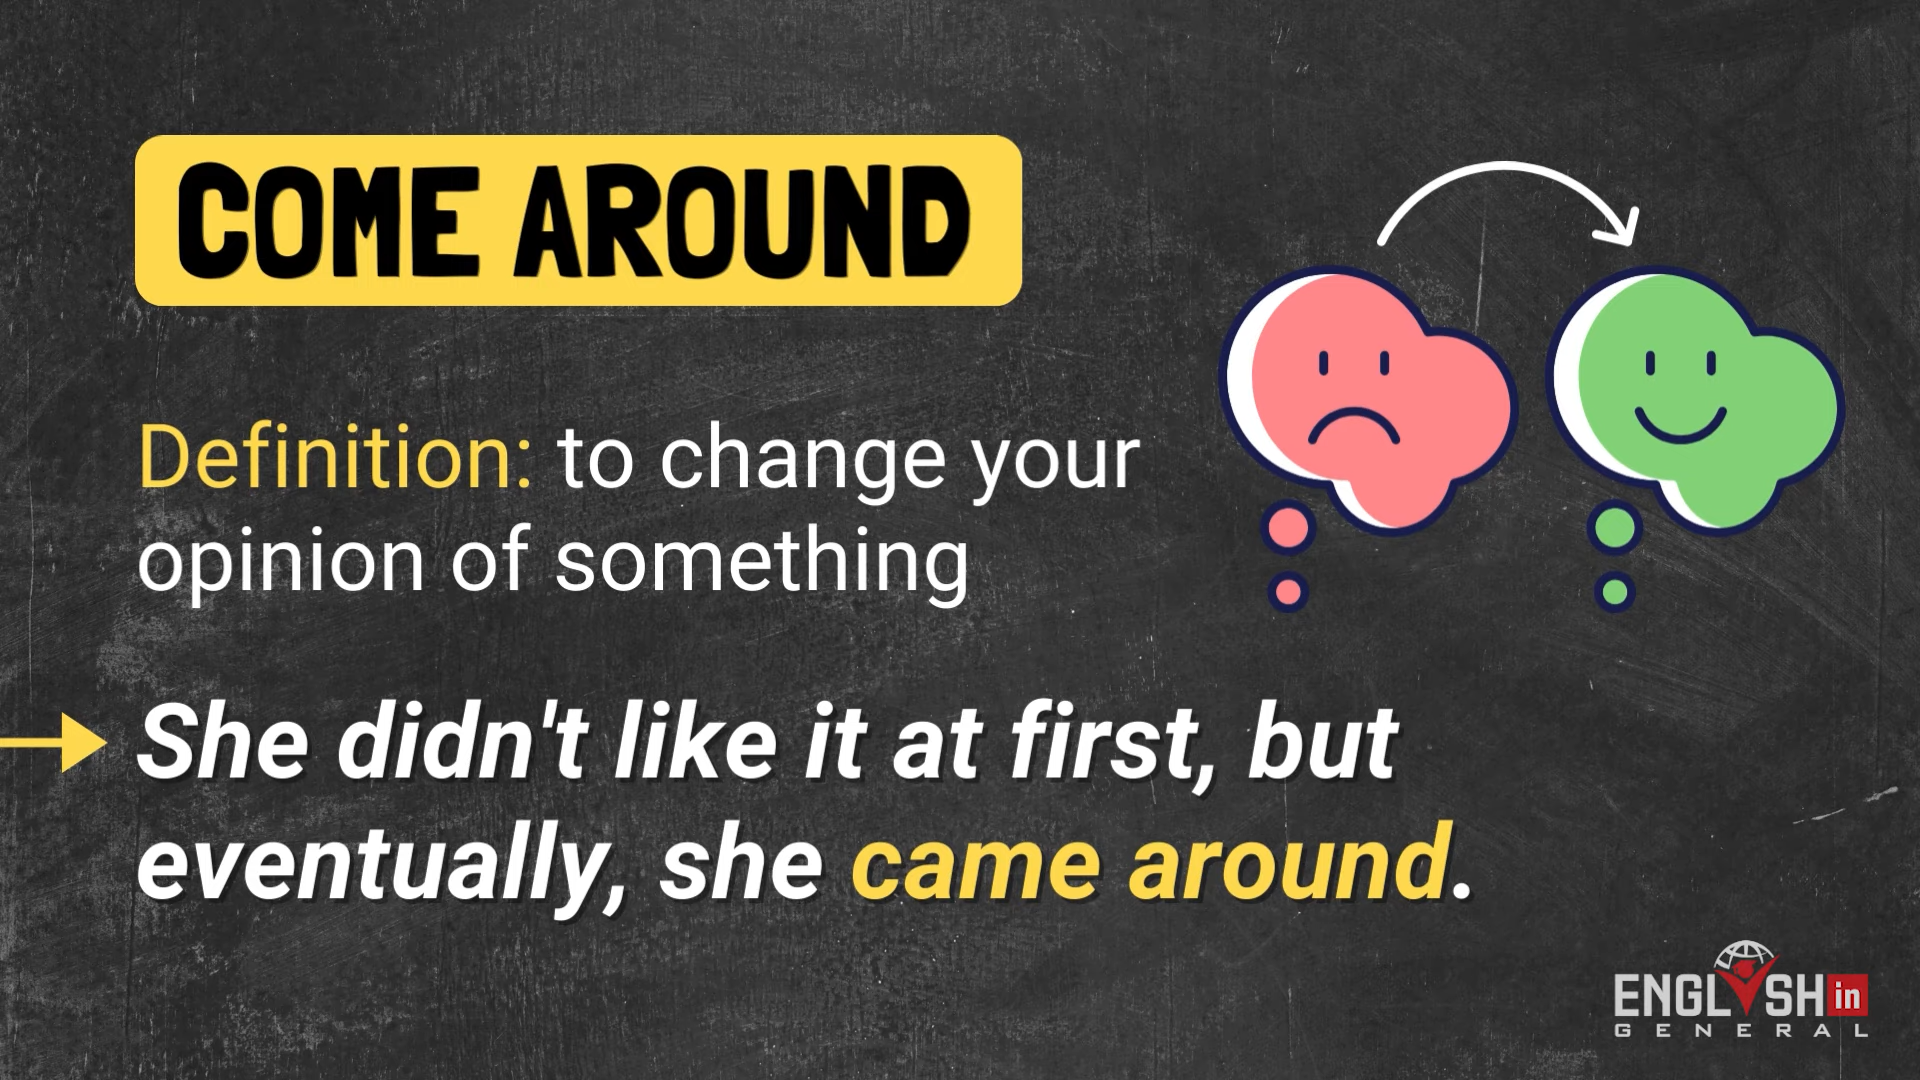 COME AROUND
Definition: to change your
opinion of something
She didn't like it at first, but
eventually, she came around.
ENGLISH in
GENERAL